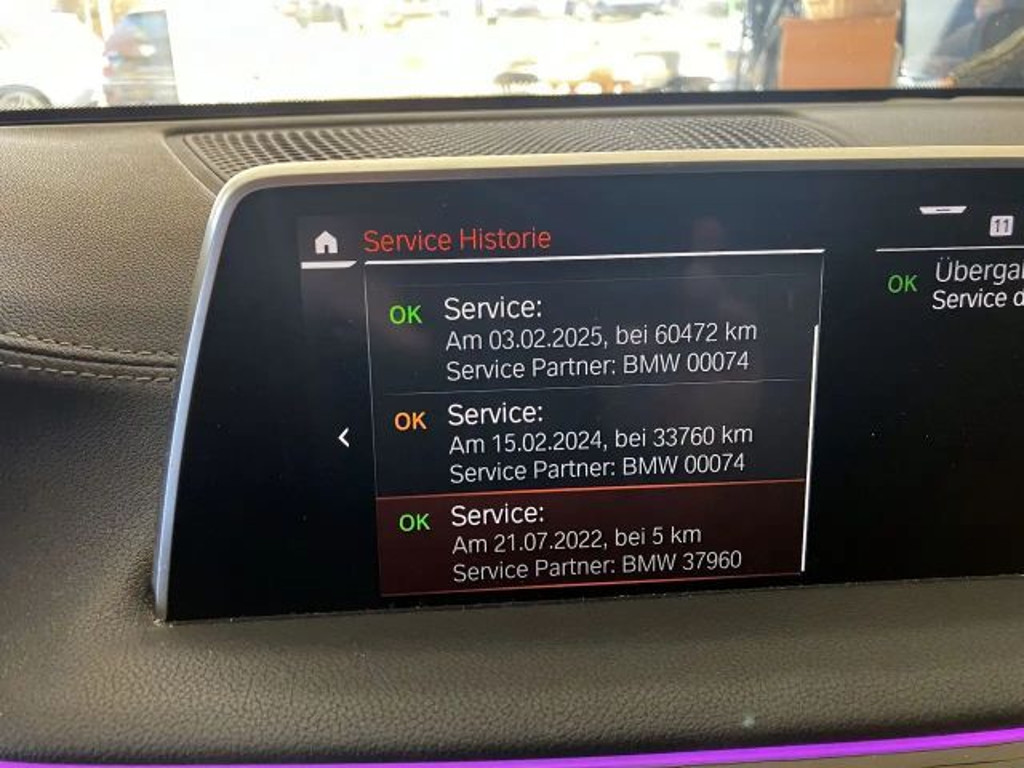 Service Historie
11
OK Service:
Am 03.02.2025, bei 60472 km
Service Partner: BMW 00074
OK Service:
Am 15.02.2024, bei 33760 km
Service Partner: BMW 00074
OK Service:
Am 21.07.2022, bei 5 km
Service Partner: BMW 37960
OK
Service